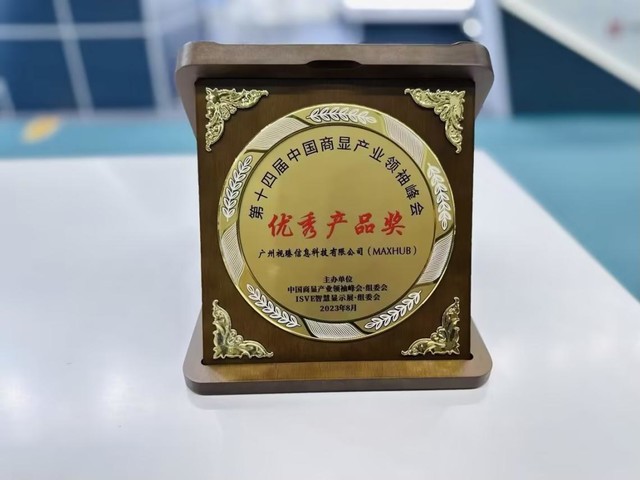 第十四届中国商显产业领袖峰会
优秀产品奖
广州视臻信息科技有限公司（MAXHUB）
主办单位
中国商显产业领袖峰会-组委会
ISVE智慧显示展-组委会
2023年8月